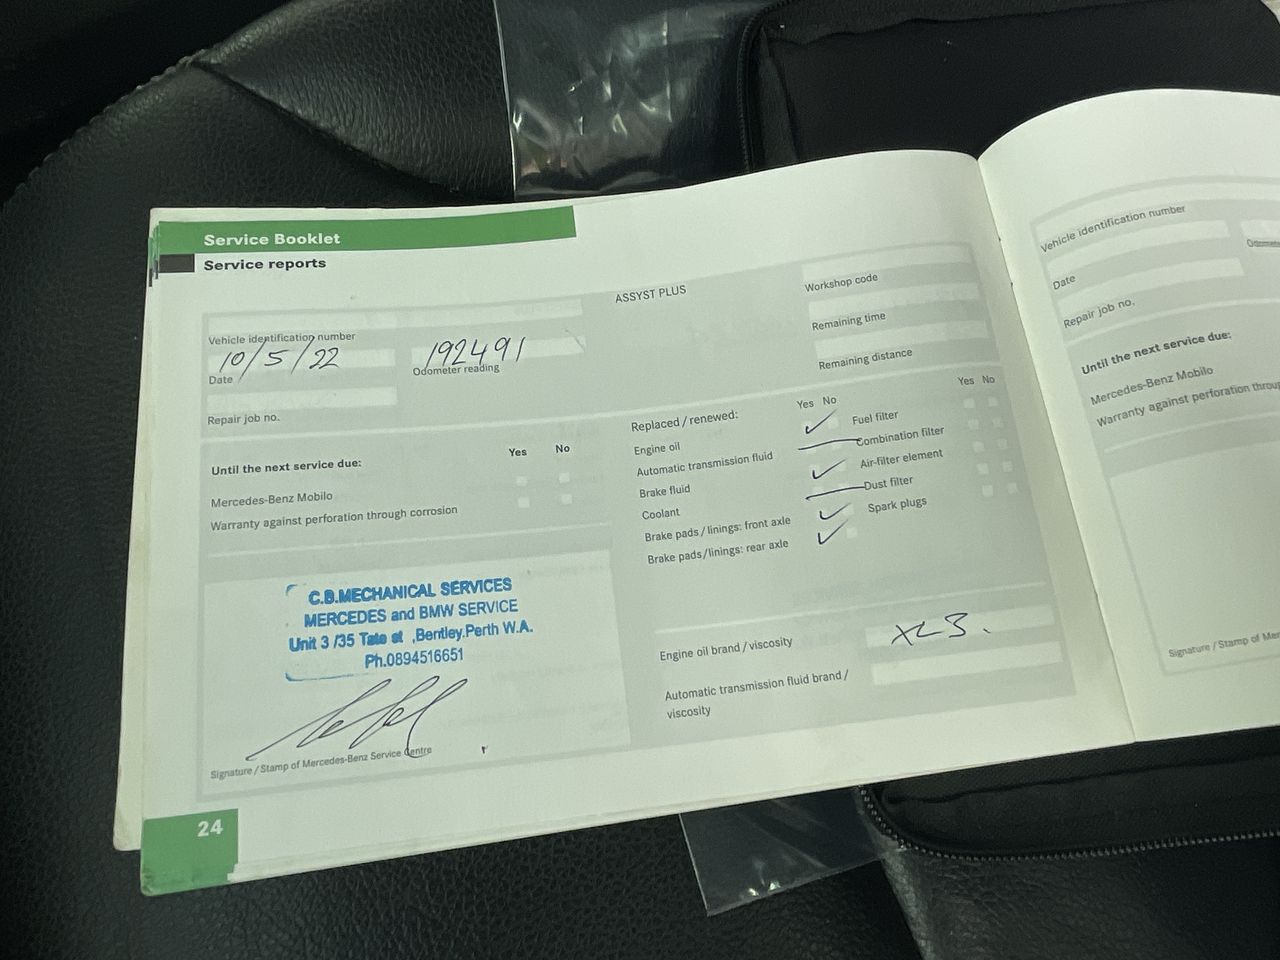 Service Booklet
Service reports
ASSYST PLUS
Workshop code
Vehicle identification number
Remaining time
10/5/22 192491
Date Odometer reading
Remaining distance
Repair job no.
Replaced / renewed: Yes No Yes No
Until the next service due: Yes No
Engine oil Fuel filter
Automatic transmission fluid Combination filter
Mercedes-Benz Mobilo
Brake fluid Air-filter element
Warranty against perforation through corrosion
Coolant Dust filter
Brake pads / linings: front axle Spark plugs
Brake pads / linings: rear axle
C.B.MECHANICAL SERVICES
MERCEDES and BMW SERVICE
Unit 3 /35 Tate st ,Bentley.Perth W.A.
Ph.0894516651
Engine oil brand / viscosity
Automatic transmission fluid brand /
viscosity
Signature / Stamp of Mercedes-Benz Service Centre
24
Vehicle identification number
Date
Repair job no.
Until the next service due:
Mercedes-Benz Mobilo
Warranty against perforation
Signature / Stamp of